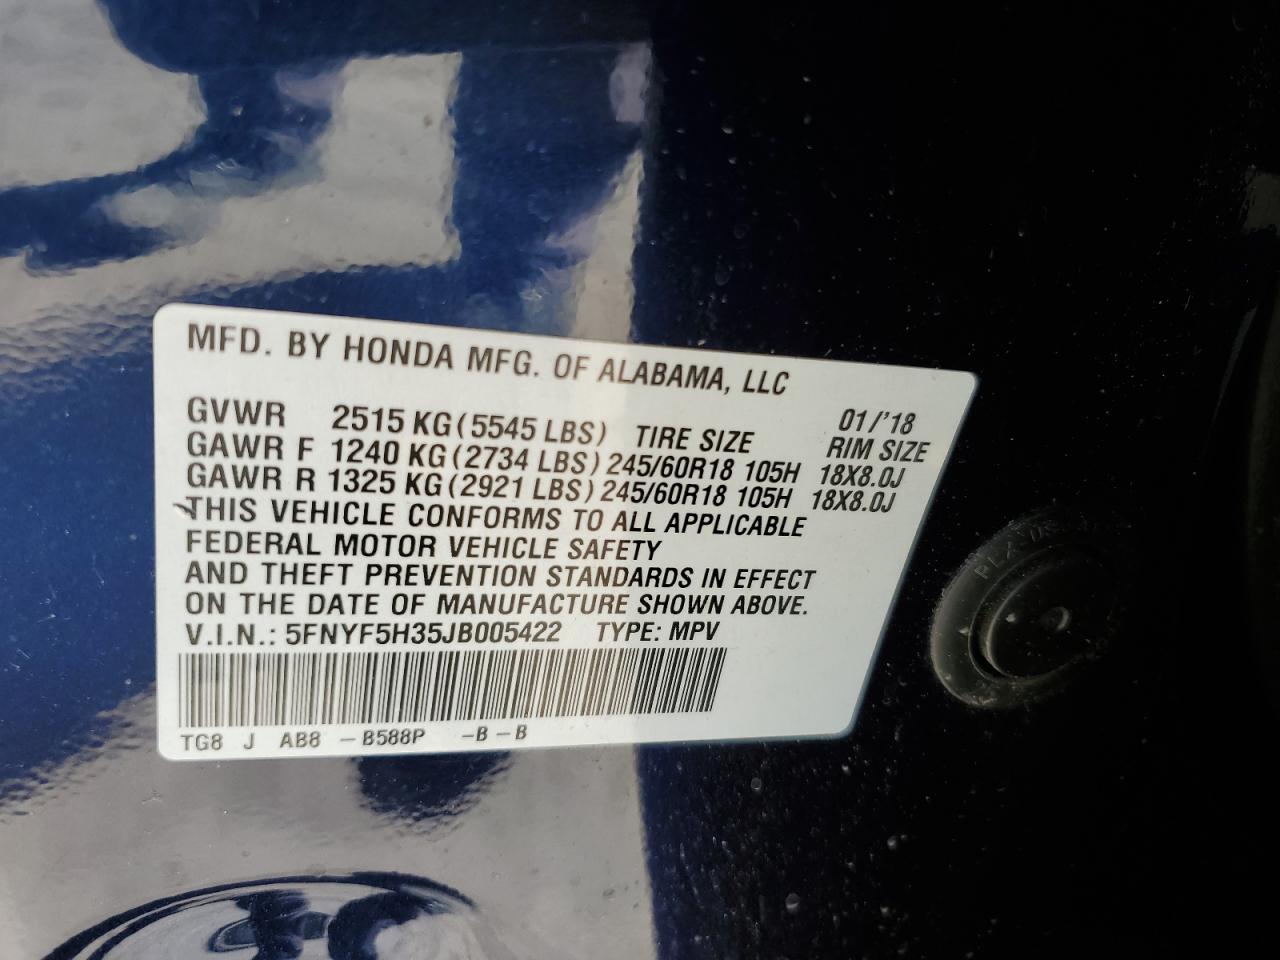 MFD. BY HONDA MFG. OF ALABAMA, LLC
GVWR 2515 KG (5545 LBS) TIRE SIZE 01/'18 RIM SIZE
GAWR F 1240 KG (2734 LBS) 245/60R18 105H 18X8.0J
GAWR R 1325 KG (2921 LBS) 245/60R18 105H 18X8.0J
THIS VEHICLE CONFORMS TO ALL APPLICABLE
FEDERAL MOTOR VEHICLE SAFETY
AND THEFT PREVENTION STANDARDS IN EFFECT
ON THE DATE OF MANUFACTURE SHOWN ABOVE.
V.I.N.: 5FNYF5H35JB005422 TYPE: MPV
TG8 J AB8 -B588P -B-B